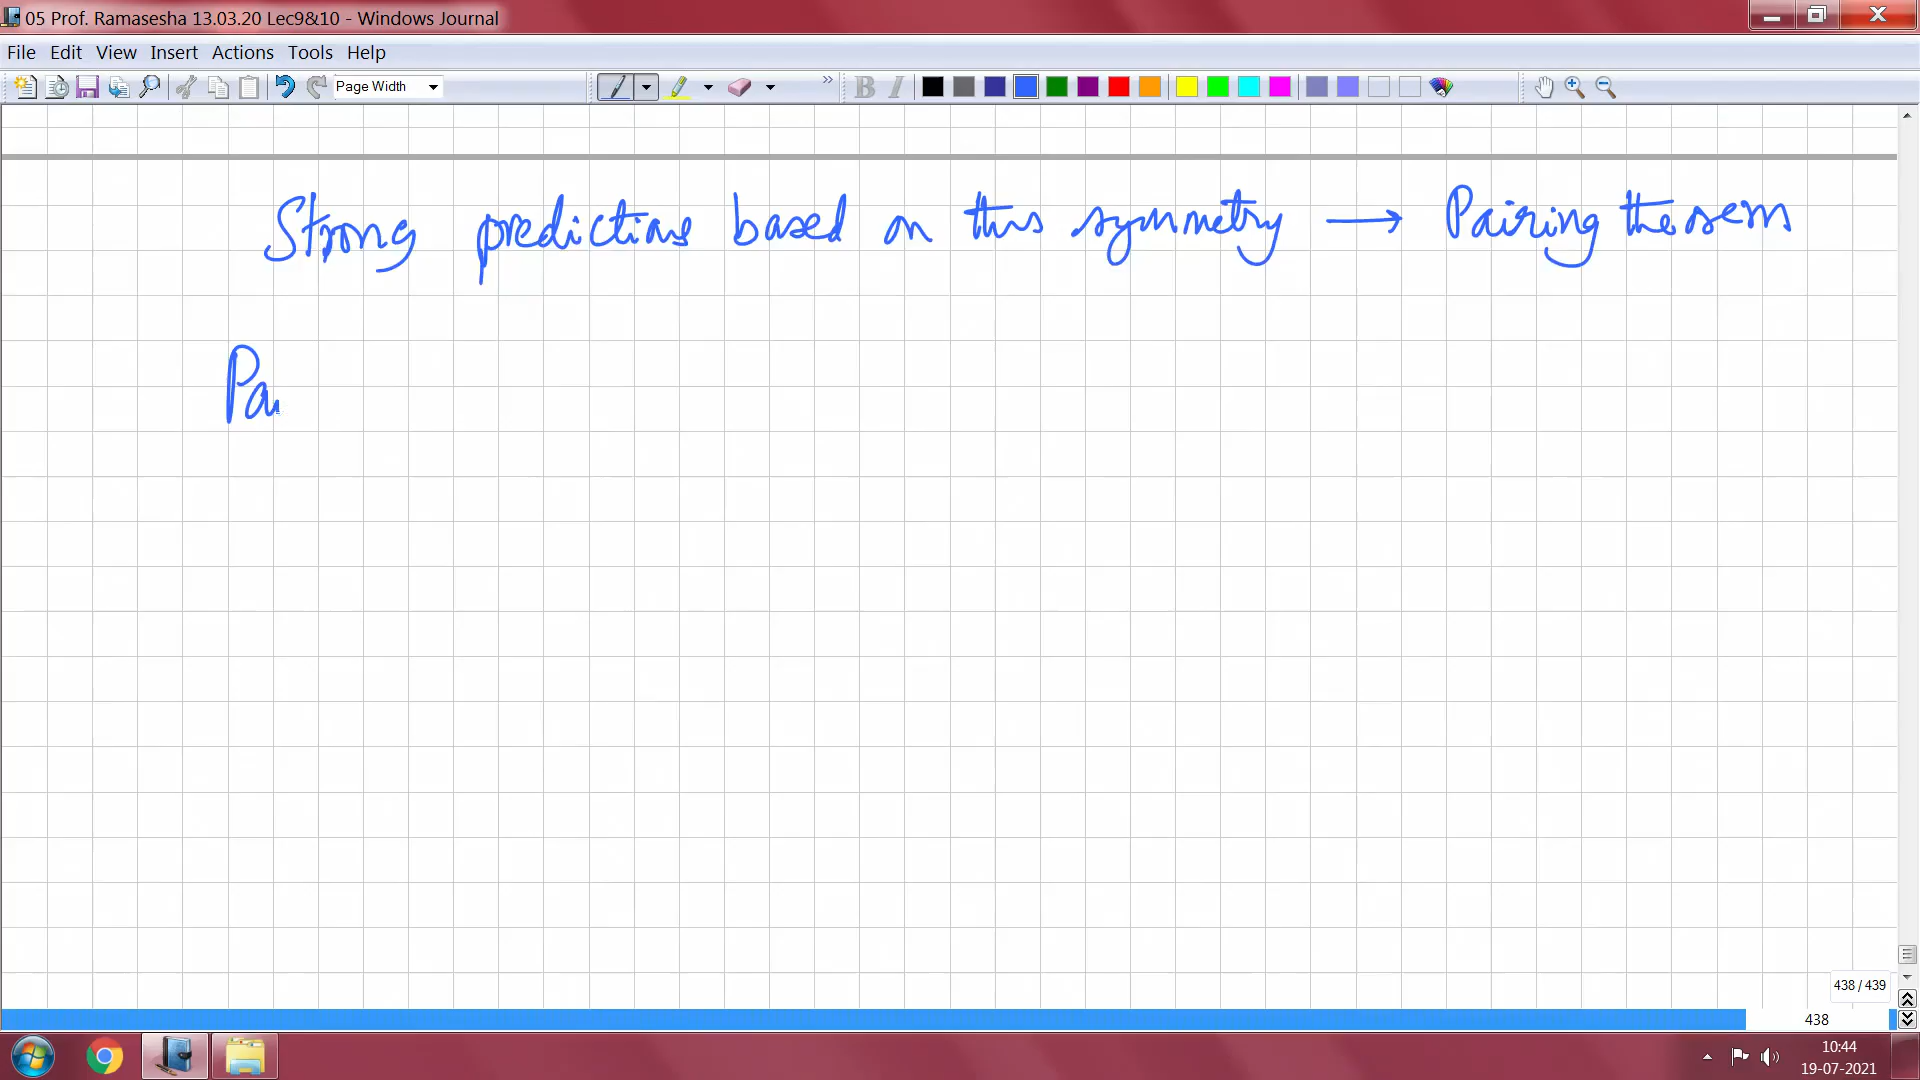 05 Prof. Ramasesha 13.03.20 Lec9&10 - Windows Journal
File Edit View Insert Actions Tools Help
Page Width
B I
Strong predictions based on this symmetry → Pairing theorem
Pai
438 / 439
438
10:44
19-07-2021